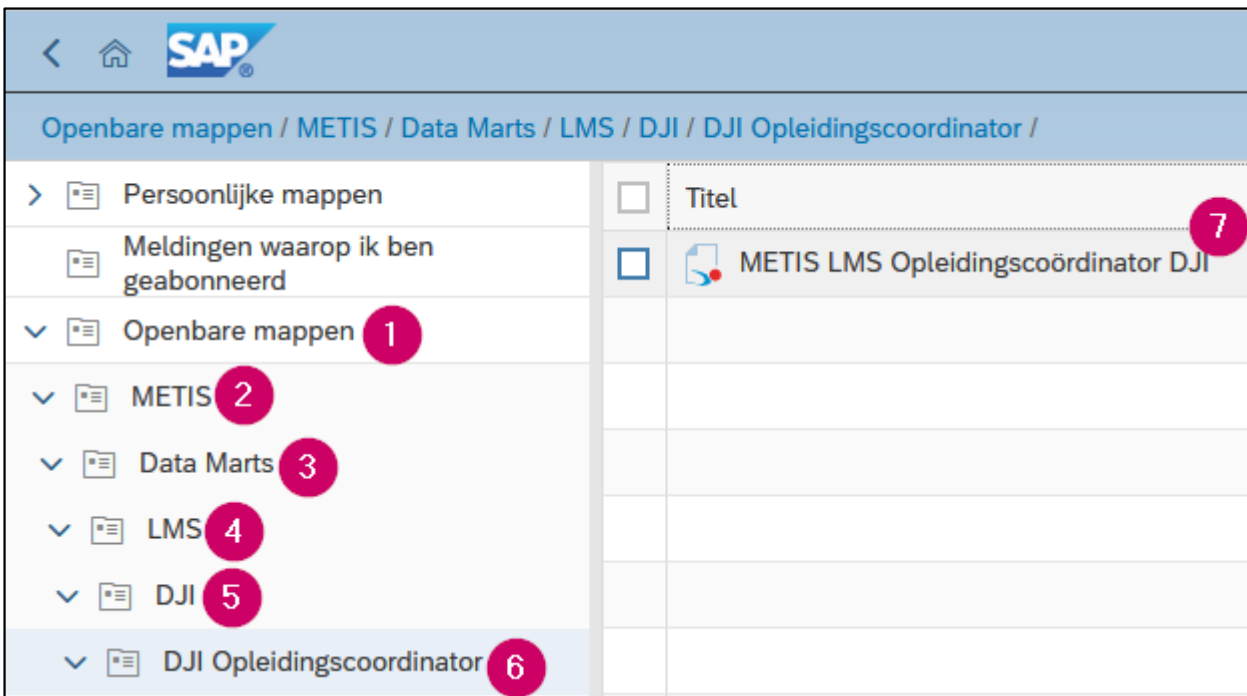 SAP®
Openbare mappen / METIS / Data Marts / LMS / DJI / DJI Opleidingscoordinator /
Persoonlijke mappen
Meldingen waarop ik ben
geabonneerd
Openbare mappen 1
METIS 2
Data Marts 3
LMS 4
DJI 5
DJI Opleidingscoordinator 6
Titel
7
METIS LMS Opleidingscoördinator DJI